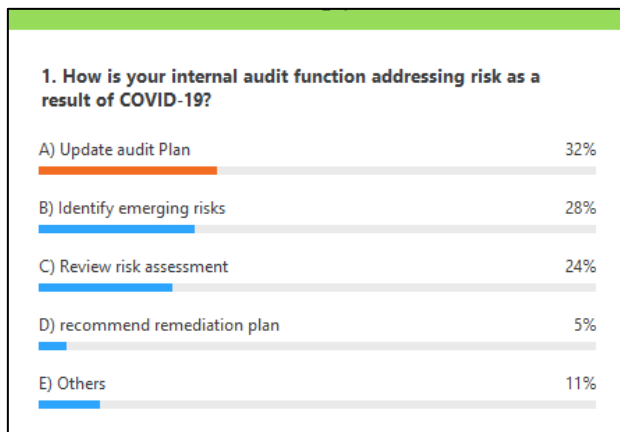 1. How is your internal audit function addressing risk as a
result of COVID-19?
A) Update audit Plan 32%
B) Identify emerging risks 28%
C) Review risk assessment 24%
D) recommend remediation plan 5%
E) Others 11%